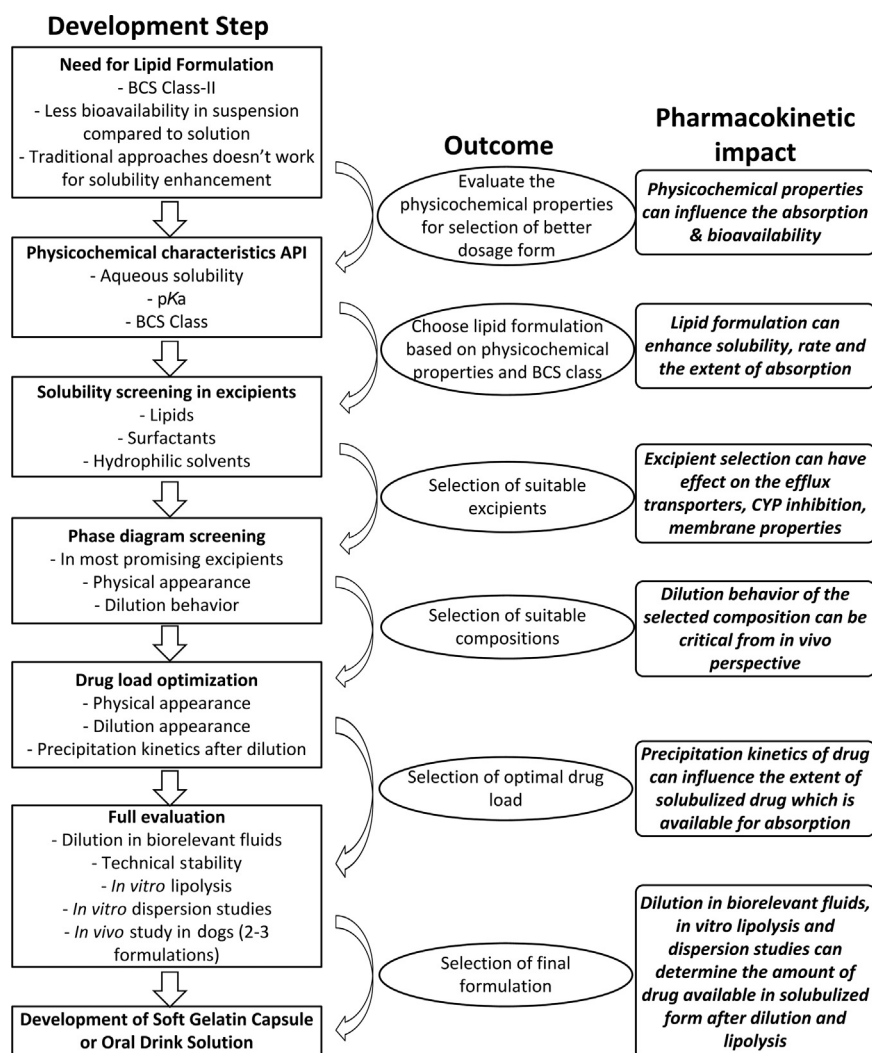 Development Step
Need for Lipid Formulation
- BCS Class-II
- Less bioavailability in suspension
compared to solution
- Traditional approaches doesn't work
for solubility enhancement
Physicochemical characteristics API
- Aqueous solubility
- pKa
- BCS Class
Solubility screening in excipients
- Lipids
- Surfactants
- Hydrophilic solvents
Phase diagram screening
- In most promising excipients
- Physical appearance
- Dilution behavior
Drug load optimization
- Physical appearance
- Dilution appearance
- Precipitation kinetics after dilution
Full evaluation
- Dilution in biorelevant fluids
- Technical stability
- In vitro lipolysis
- In vitro dispersion studies
- In vivo study in dogs (2-3
formulations)
Development of Soft Gelatin Capsule
or Oral Drink Solution
Outcome
Evaluate the
physicochemical properties
for selection of better
dosage form
Choose lipid formulation
based on physicochemical
properties and BCS class
Selection of suitable
excipients
Selection of suitable
compositions
Selection of optimal drug
load
Selection of final
formulation
Pharmacokinetic
impact
Physicochemical properties
can influence the absorption
& bioavailability
Lipid formulation can
enhance solubility, rate and
the extent of absorption
Excipient selection can have
effect on the efflux
transporters, CYP inhibition,
membrane properties
Dilution behavior of the
selected composition can be
critical from in vivo
perspective
Precipitation kinetics of drug
can influence the extent of
solubilized drug which is
available for absorption
Dilution in biorelevant fluids,
in vitro lipolysis and
dispersion studies can
determine the amount of
drug available in solubilized
form after dilution and
lipolysis